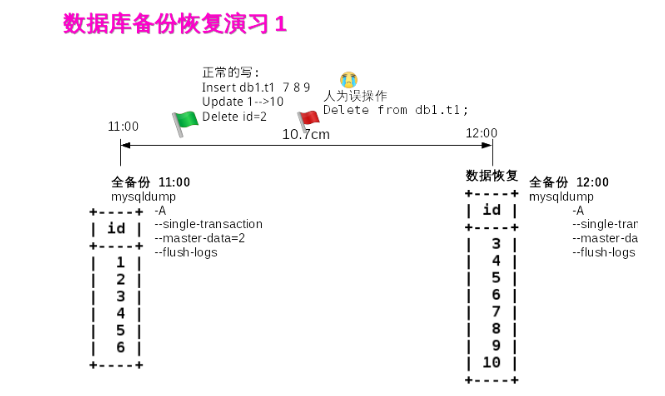 数据库备份恢复演习 1
正常的写:
Insert db1.t1  7 8 9
Update 1-->10
Delete id=2
人为误操作
Delete from db1.t1;
11:00
10.7cm
12:00
全备份  11:00
mysqldump
-A
--single-transaction
--master-data=2
--flush-logs
+----+
| id |
+----+
|  1 |
|  2 |
|  3 |
|  4 |
|  5 |
|  6 |
+----+
数据恢复
+----+
| id |
+----+
|  3 |
|  4 |
|  5 |
|  6 |
|  7 |
|  8 |
|  9 |
| 10 |
+----+
全备份  12:00
mysqldump
-A
--single-tran
--master-da
--flush-logs